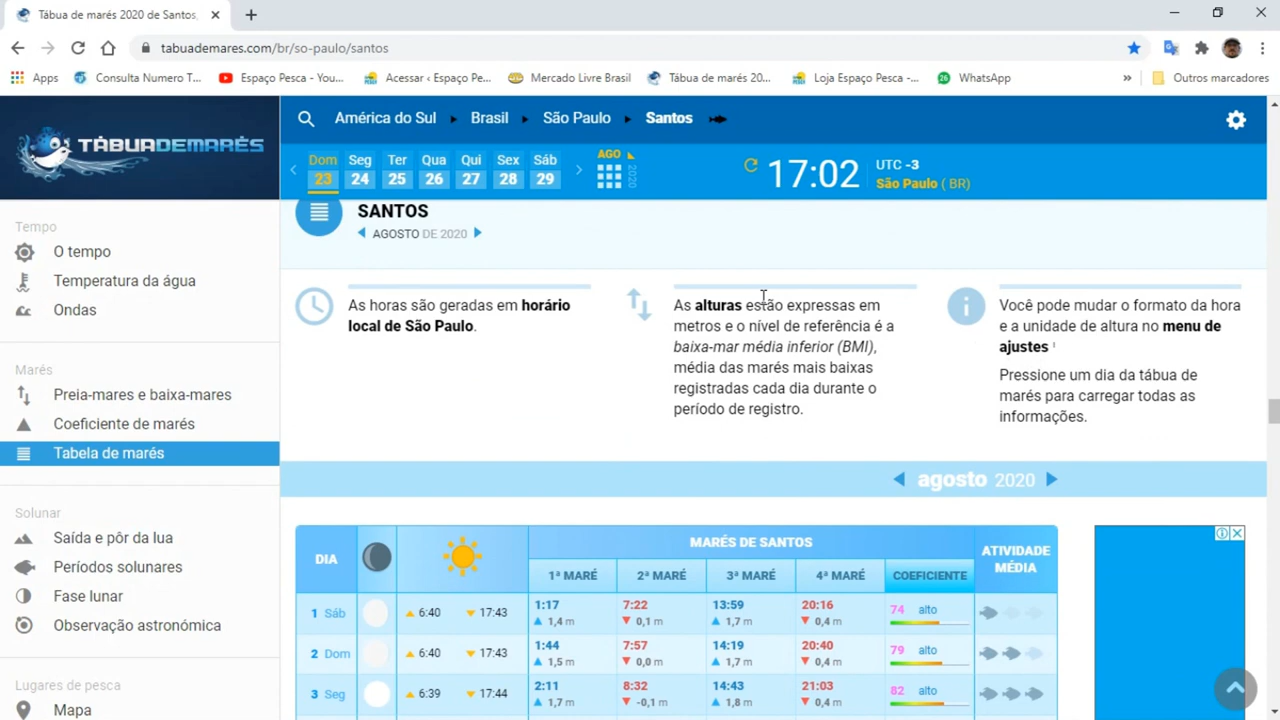 Tábua de marés 2020 de Santos,
tabuademares.com/br/so-paulo/santos
Apps
Consulta Numero T...
Espaço Pesca - You...
Acessar ‹ Espaço Pe...
Mercado Livre Brasil
Tábua de marés 20...
Loja Espaço Pesca -...
26 WhatsApp
»
Outros marcadores
TÁBUADEMARÉS
América do Sul
Brasil
São Paulo
Santos
Dom 23
Seg 24
Ter 25
Qua 26
Qui 27
Sex 28
Sáb 29
AGO
2020
17:02
UTC -3
São Paulo ( BR)
Tempo
O tempo
Temperatura da água
Ondas
Marés
Preia-mares e baixa-mares
Coeficiente de marés
Tabela de marés
Solunar
Saída e pôr da lua
Períodos solunares
Fase lunar
Observação astronómica
Lugares de pesca
Mapa
SANTOS
AGOSTO DE 2020
As horas são geradas em horário
local de São Paulo.
As alturas estão expressas em
metros e o nível de referência é a
baixa-mar média inferior (BMI),
média das marés mais baixas
registradas cada dia durante o
período de registro.
Você pode mudar o formato da hora
e a unidade de altura no menu de
ajustes
Pressione um dia da tábua de
marés para carregar todas as
informações.
agosto 2020
DIA
MARÉS DE SANTOS
1ª MARÉ
2ª MARÉ
3ª MARÉ
4ª MARÉ
COEFICIENTE
ATIVIDADE
MÉDIA
1 Sáb
6:40
17:43
1:17
1,4 m
7:22
0,1 m
13:59
1,7 m
20:16
0,4 m
74 alto
2 Dom
6:40
17:43
1:44
1,5 m
7:57
0,0 m
14:19
1,7 m
20:40
0,4 m
79 alto
3 Seg
6:39
17:44
2:11
1,7 m
8:32
-0,1 m
14:43
1,8 m
21:03
0,4 m
82 alto